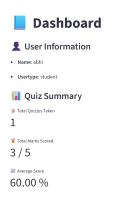 Dashboard
User Information
Name: abhi
Usertype: student
Quiz Summary
Total Quizzes Taken
1
Total Marks Scored
3 / 5
Average Score
60.00 %